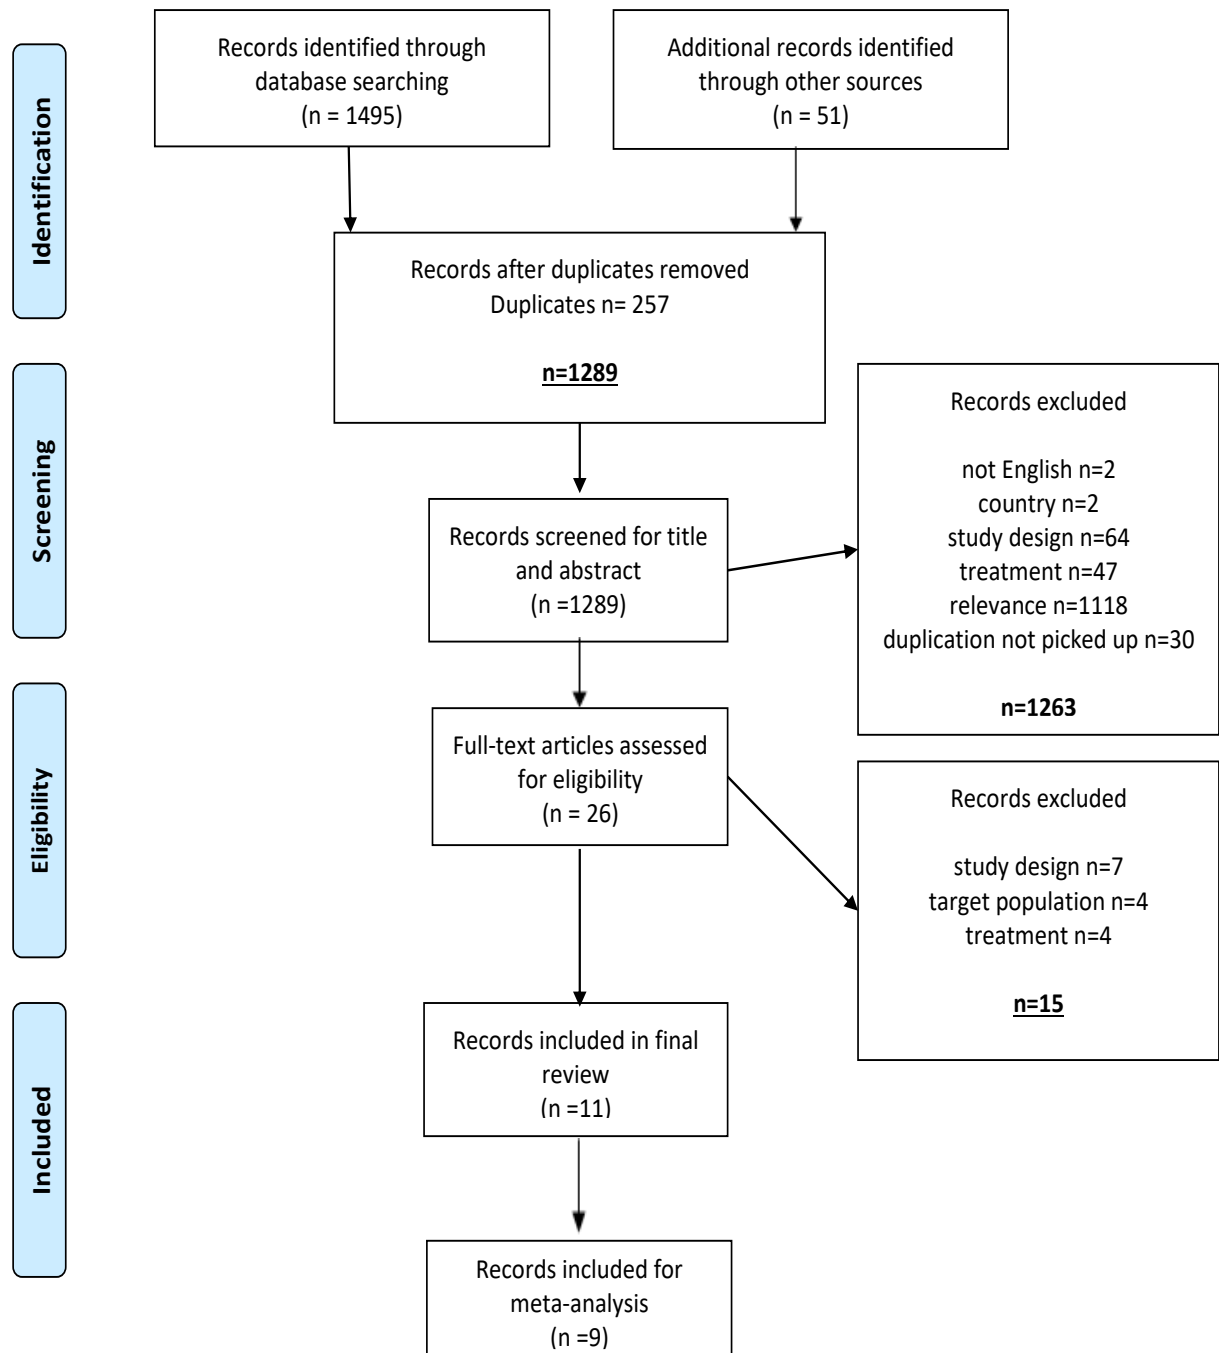 Identification
Records identified through
database searching
(n = 1495)
Additional records identified
through other sources
(n = 51)
Records after duplicates removed
Duplicates n= 257
n=1289
Screening
Records screened for title
and abstract
(n =1289)
Records excluded
not English n=2
country n=2
study design n=64
treatment n=47
relevance n=1118
duplication not picked up n=30
n=1263
Eligibility
Full-text articles assessed
for eligibility
(n = 26)
Records excluded
study design n=7
target population n=4
treatment n=4
n=15
Included
Records included in final
review
(n =11)
Records included for
meta-analysis
(n =9)